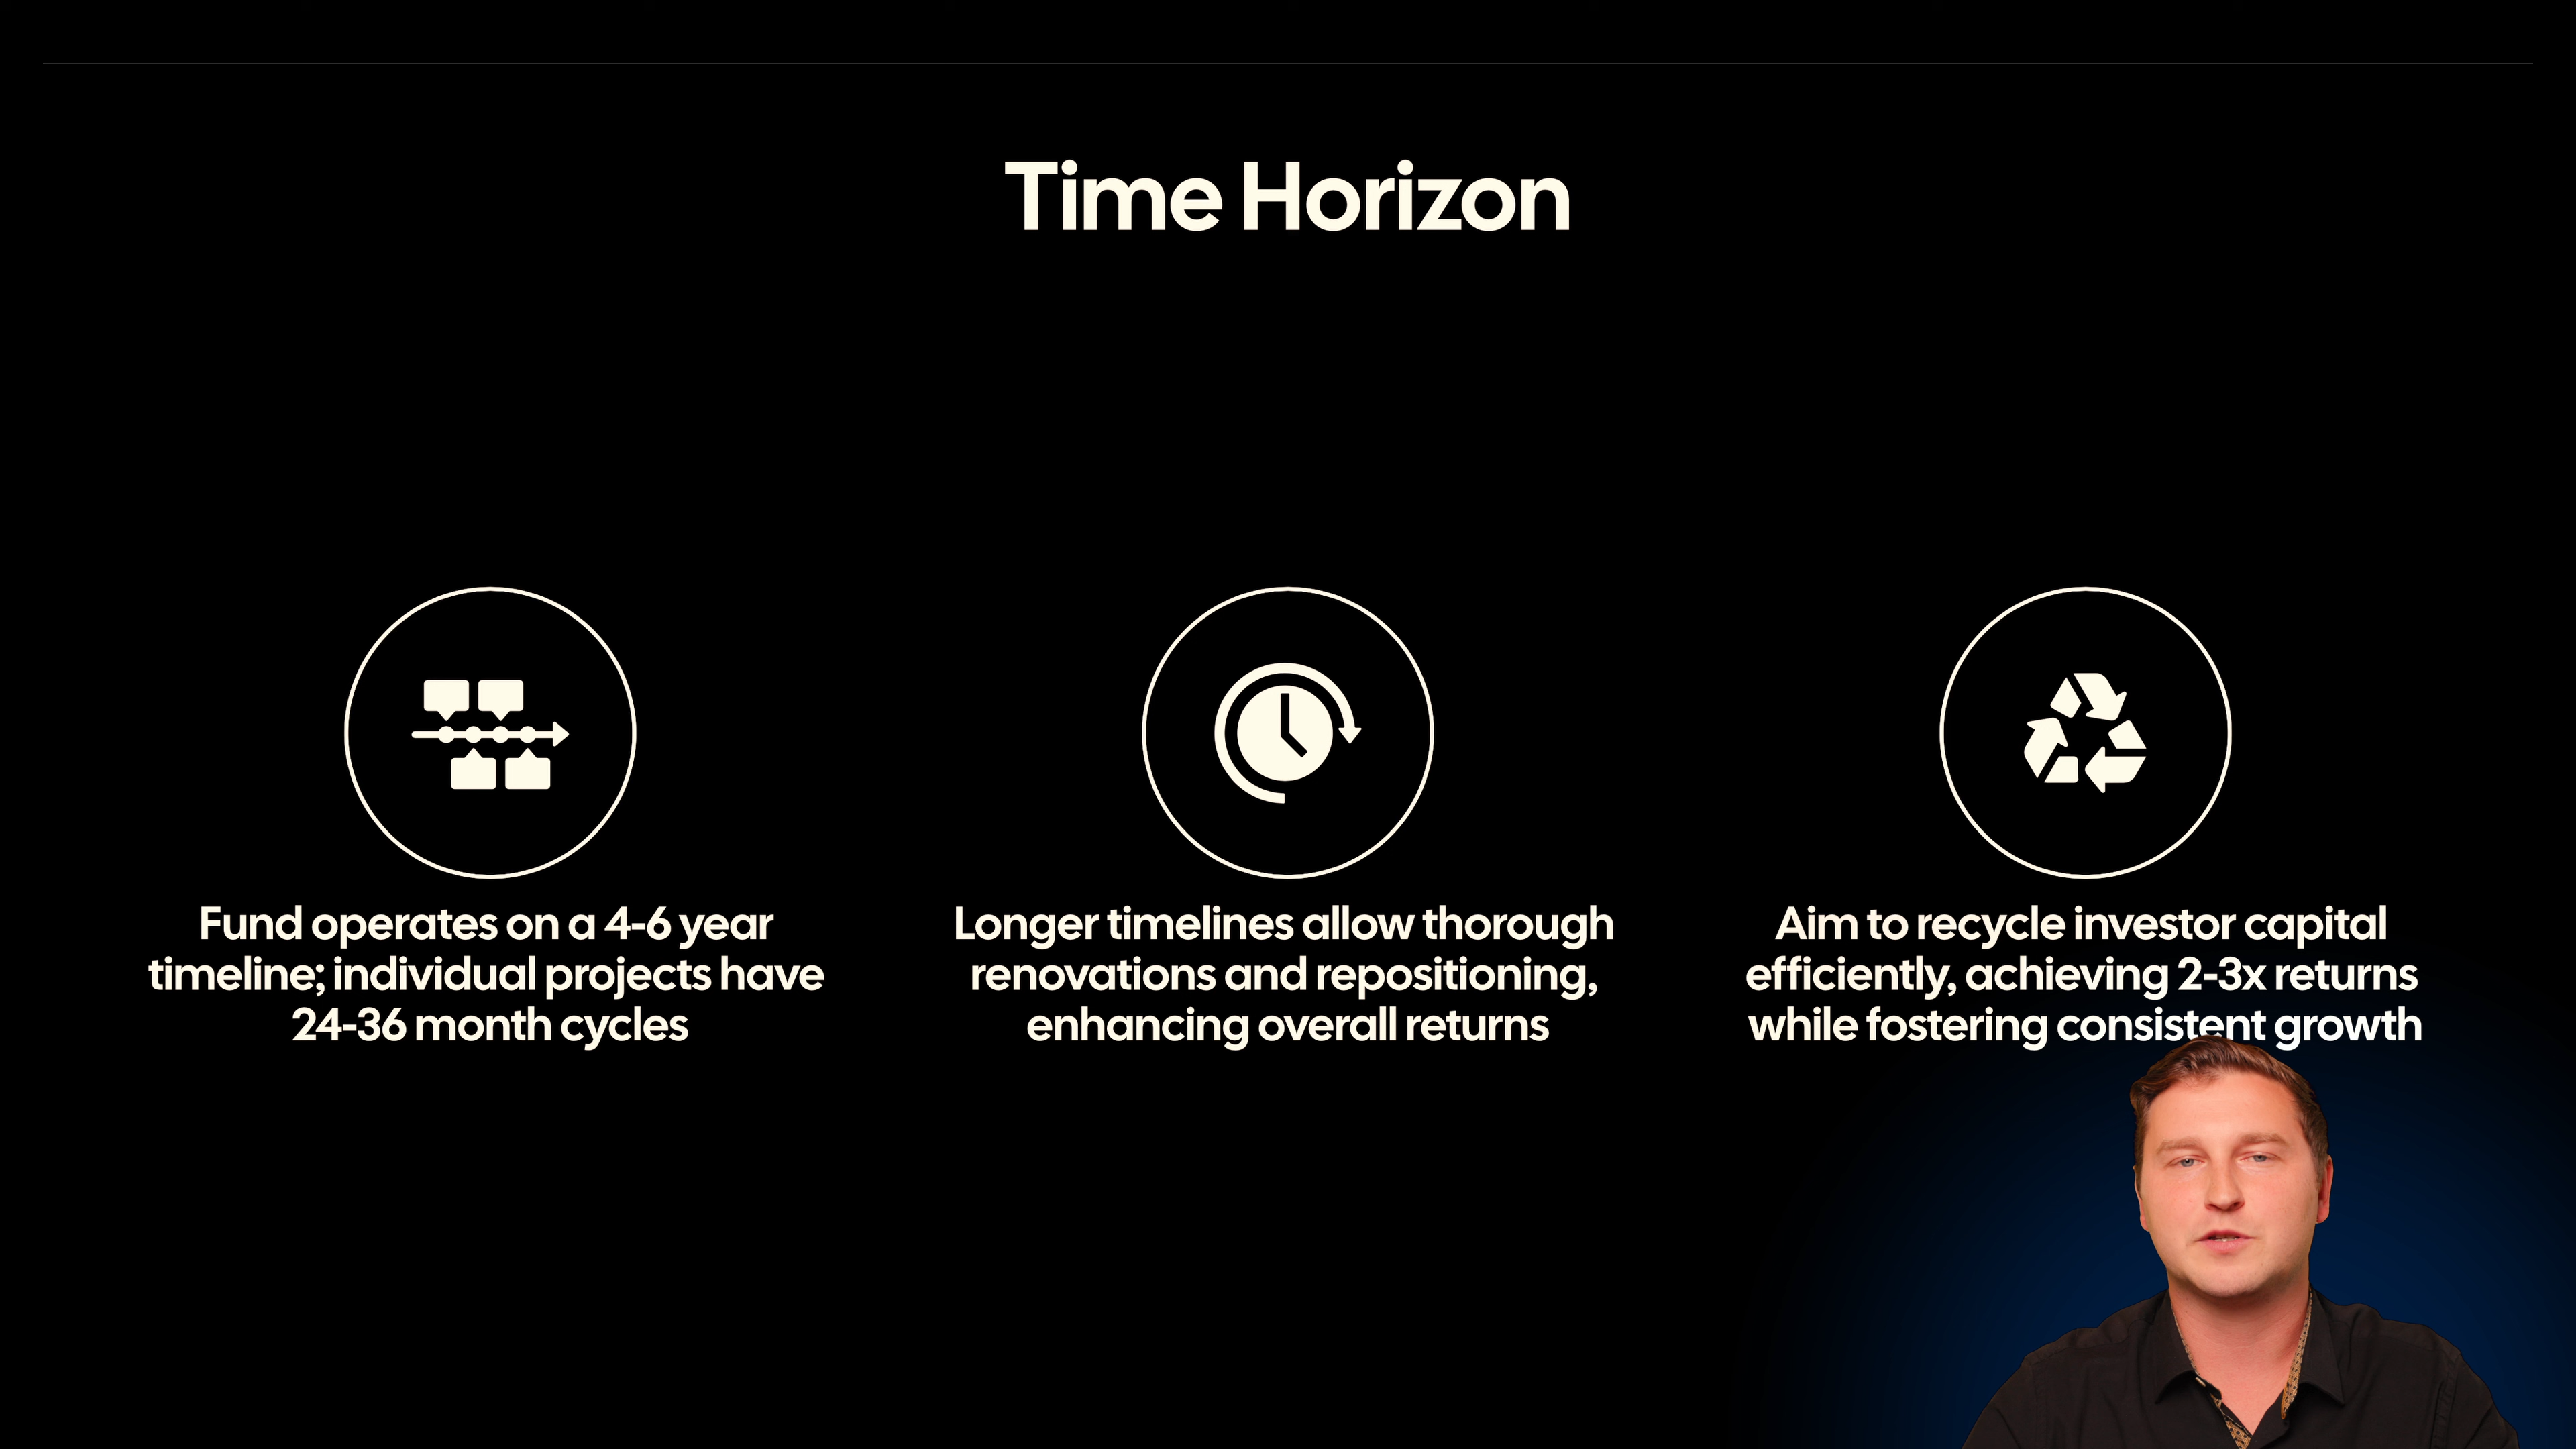 Time Horizon
Fund operates on a 4-6 year
timeline; individual projects have
24-36 month cycles
Longer timelines allow thorough
renovations and repositioning,
enhancing overall returns
Aim to recycle investor capital
efficiently, achieving 2-3x returns
while fostering consistent growth